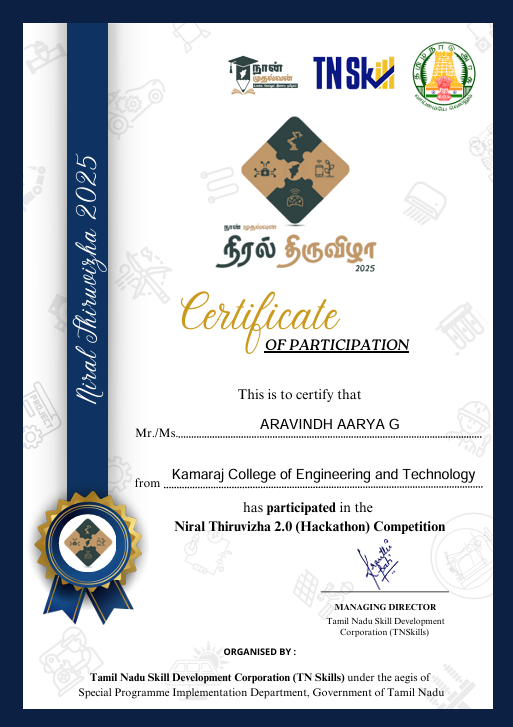 நான்
முதல்வன்
TN Skill
நான் முதல்வன்
நிரல் திருவிழா
2025
Niral Thiruvizha 2025
Certificate
OF PARTICIPATION
This is to certify that
Mr./Ms. ARAVINDH AARYA G
from Kamaraj College of Engineering and Technology
has participated in the
Niral Thiruvizha 2.0 (Hackathon) Competition
MANAGING DIRECTOR
Tamil Nadu Skill Development
Corporation (TNSkills)
ORGANISED BY :
Tamil Nadu Skill Development Corporation (TN Skills) under the aegis of
Special Programme Implementation Department, Government of Tamil Nadu
PROJECT